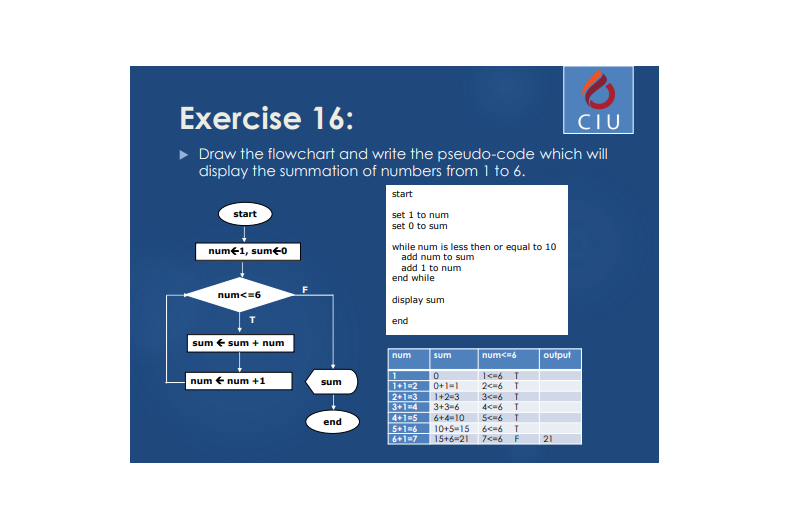 CIU
Exercise 16:
Draw the flowchart and write the pseudo-code which will
display the summation of numbers from 1 to 6.
start
num←1, sum←0
num<=6
F
T
sum ← sum + num
num ← num +1
sum
end
start
set 1 to num
set 0 to sum
while num is less then or equal to 10
add num to sum
add 1 to num
end while
display sum
end
num sum num<=6 output
1 0 1<=6 T
1+1=2 0+1=1 2<=6 T
2+1=3 1+2=3 3<=6 T
3+1=4 3+3=6 4<=6 T
4+1=5 6+4=10 5<=6 T
5+1=6 10+5=15 6<=6 T
6+1=7 15+6=21 7<=6 F 21